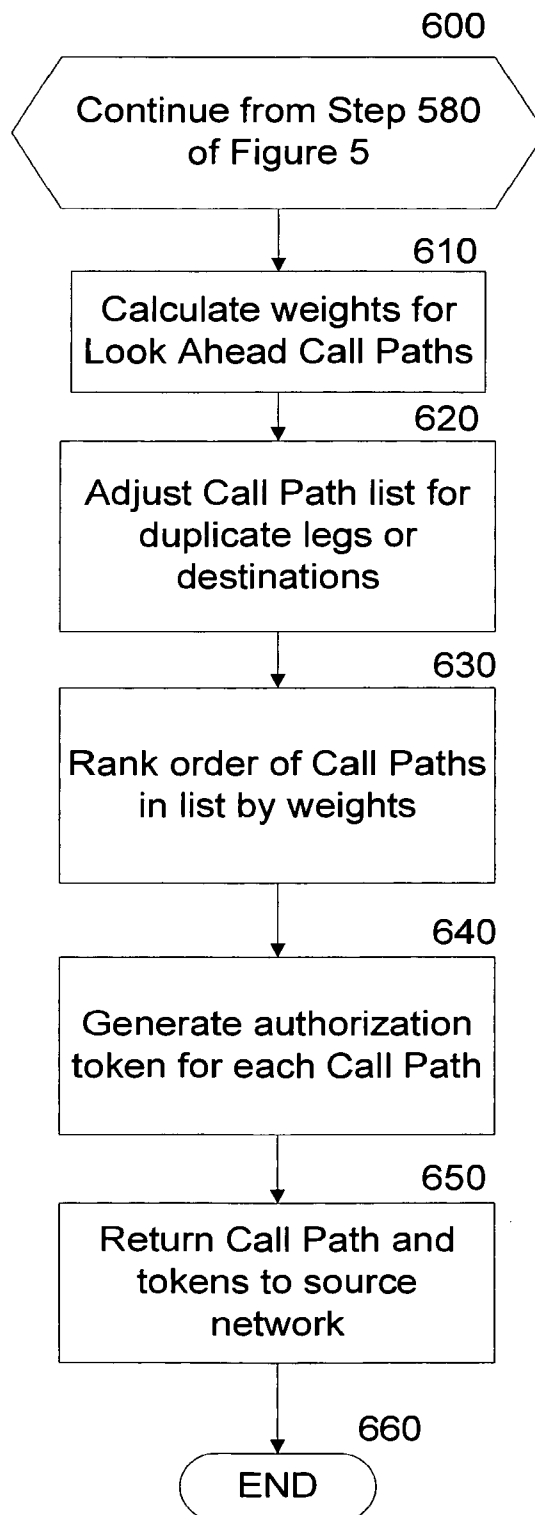 600
Continue from Step 580
of Figure 5
610
Calculate weights for
Look Ahead Call Paths
620
Adjust Call Path list for
duplicate legs or
destinations
630
Rank order of Call Paths
in list by weights
640
Generate authorization
token for each Call Path
650
Return Call Path and
tokens to source
network
660
END